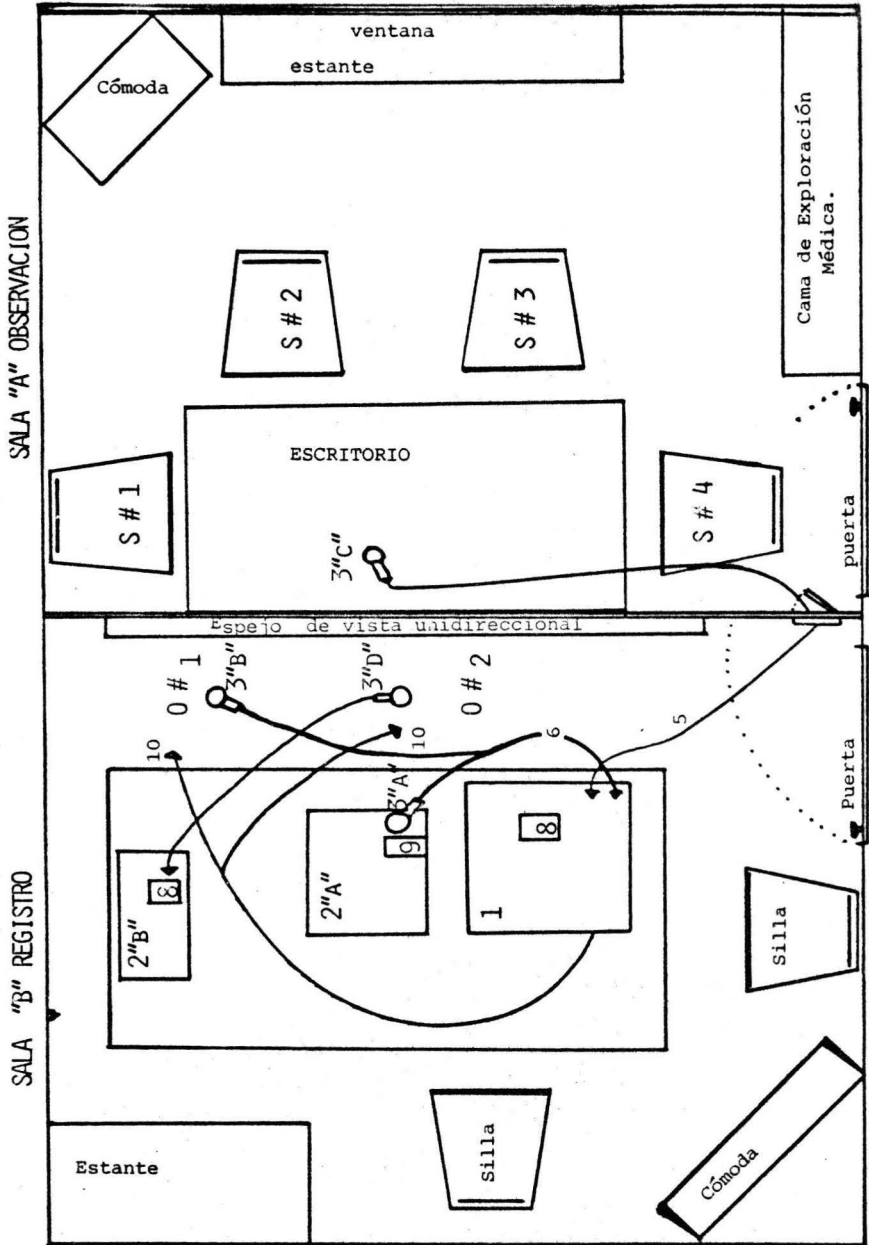 SALA "A" OBSERVACION
Cómoda
ventana
estante
S # 1
S # 2
S # 3
S # 4
ESCRITORIO
3"C"
Cama de Exploración
Médica.
puerta
Espejo de vista unidireccional
SALA "B" REGISTRO
O # 1
3"B"
3"D"
O # 2
10
10
6
5
2"B"
8
2"A"
3"A"
9
1
8
Puerta
Silla
Silla
Estante
Cómoda